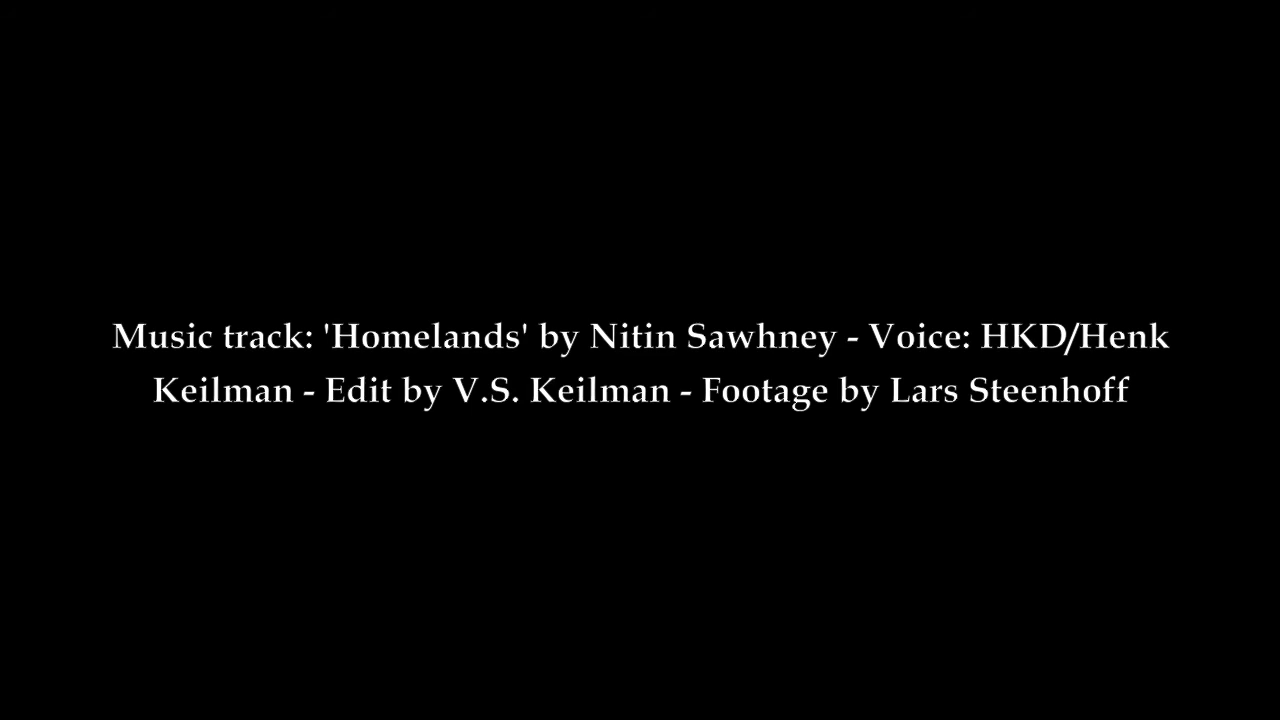 Music track: 'Homelands' by Nitin Sawhney - Voice: HKD/Henk
Keilman - Edit by V.S. Keilman - Footage by Lars Steenhoff